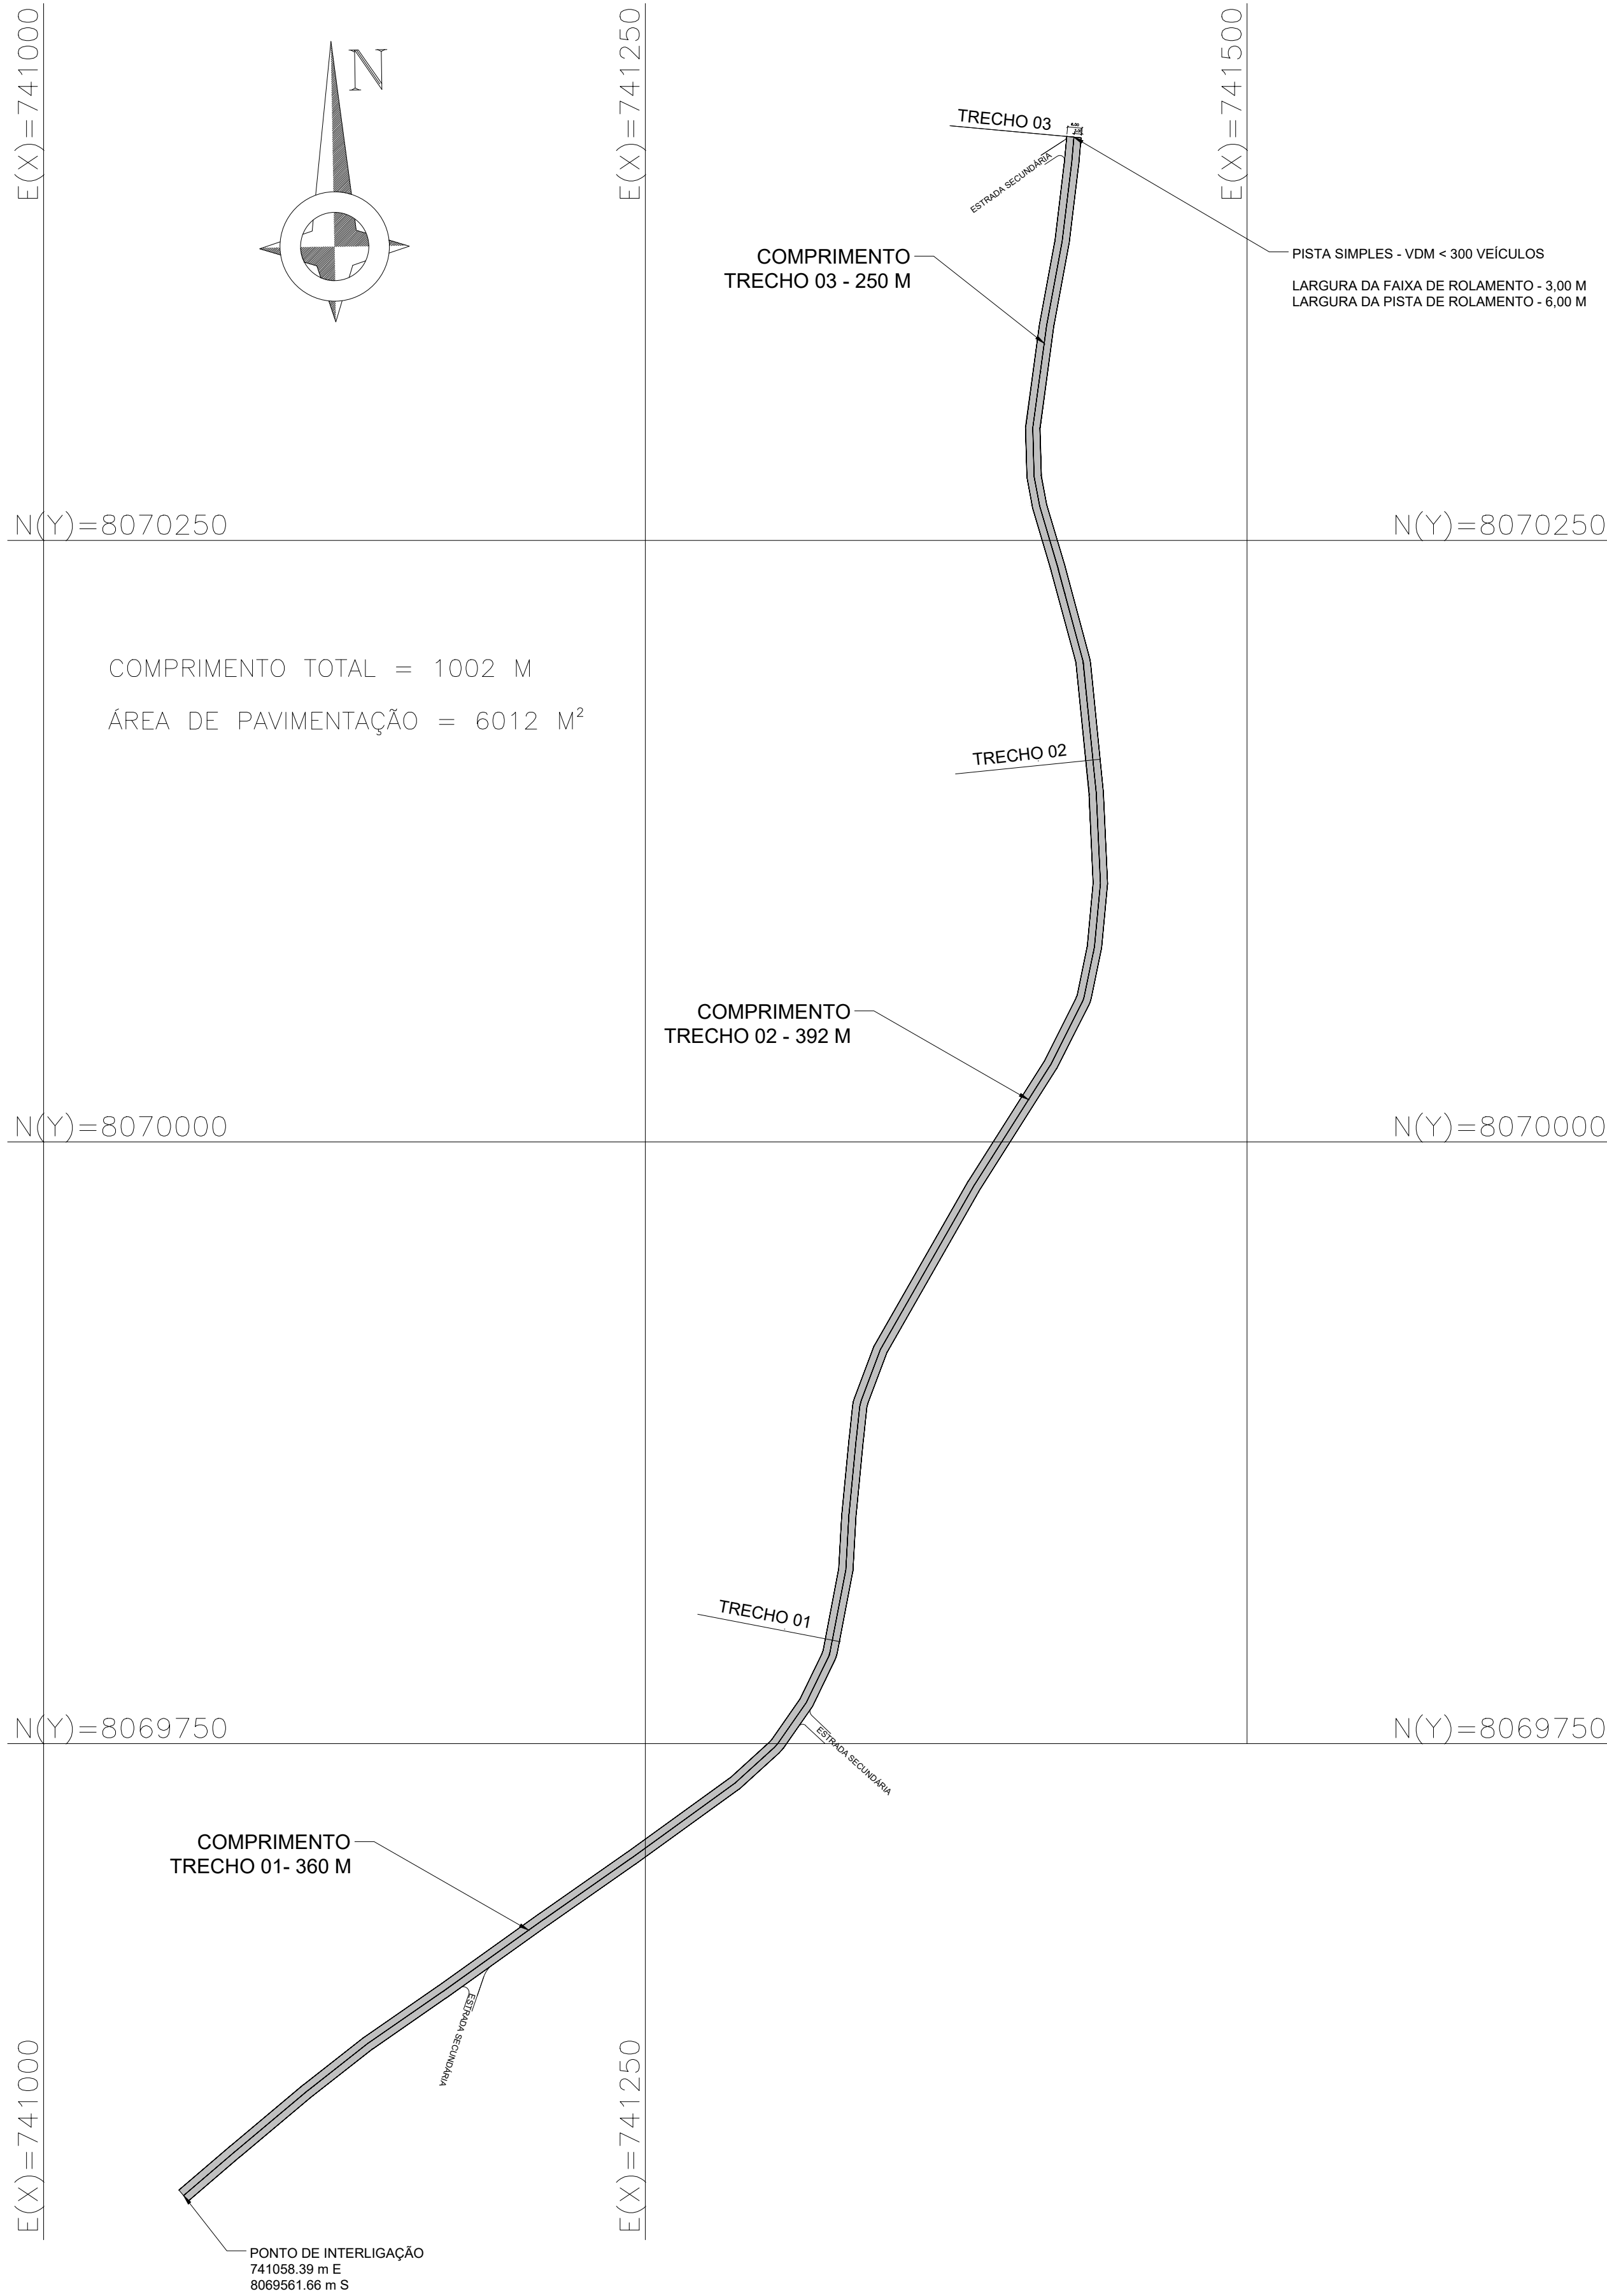 E(X)=741000
E(X)=741250
E(X)=741500
N
TRECHO 03
6,00
ESTRADA SECUNDÁRIA
COMPRIMENTO
TRECHO 03 - 250 M
PISTA SIMPLES - VDM < 300 VEÍCULOS
LARGURA DA FAIXA DE ROLAMENTO - 3,00 M
LARGURA DA PISTA DE ROLAMENTO - 6,00 M
N(Y)=8070250
N(Y)=8070250
COMPRIMENTO TOTAL = 1002 M
ÁREA DE PAVIMENTAÇÃO = 6012 M²
TRECHO 02
COMPRIMENTO
TRECHO 02 - 392 M
N(Y)=8070000
N(Y)=8070000
TRECHO 01
N(Y)=8069750
N(Y)=8069750
ESTRADA SECUNDÁRIA
COMPRIMENTO
TRECHO 01- 360 M
ESTRADA SECUNDÁRIA
E(X)=741000
E(X)=741250
PONTO DE INTERLIGAÇÃO
741058.39 m E
8069561.66 m S